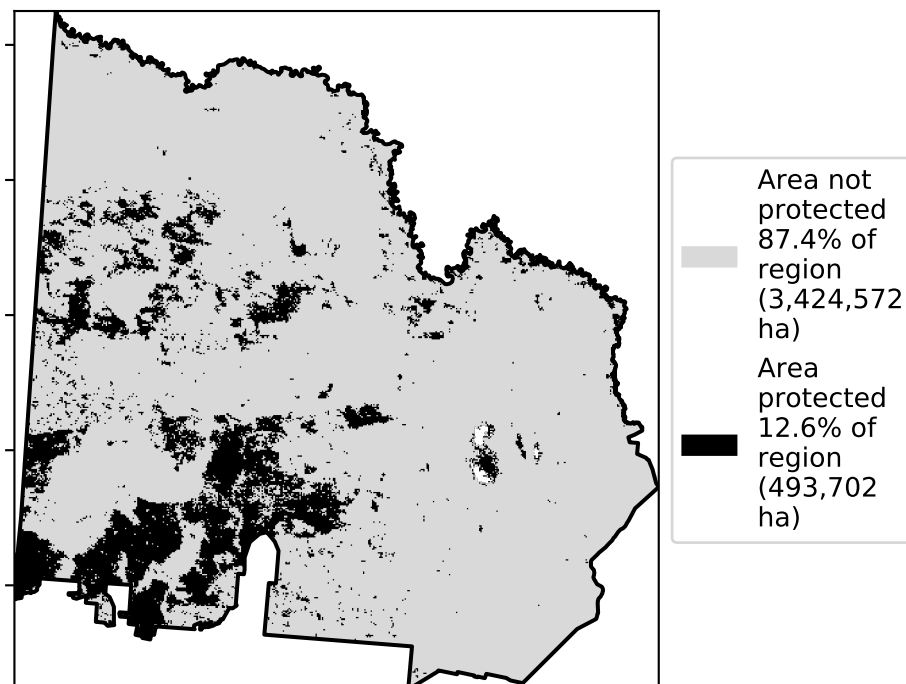 Area not
protected
87.4% of
region
(3,424,572
ha)
Area
protected
12.6% of
region
(493,702
ha)